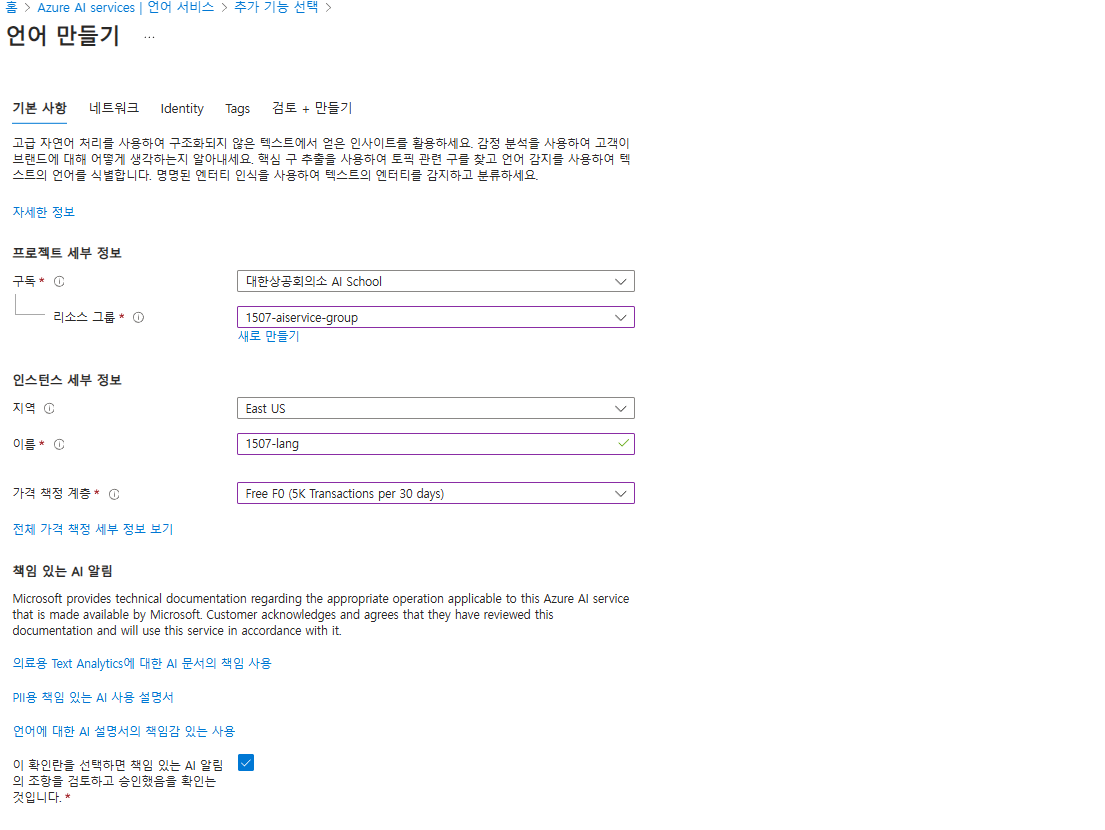 홈 > Azure AI services | 언어 서비스 > 추가 기능 선택 >
언어 만들기 ...
기본 사항 네트워크 Identity Tags 검토 + 만들기
고급 자연어 처리를 사용하여 구조화되지 않은 텍스트에서 얻은 인사이트를 활용하세요. 감정 분석을 사용하여 고객이
브랜드에 대해 어떻게 생각하는지 알아내세요. 핵심 구 추출을 사용하여 토픽 관련 구를 찾고 언어 감지를 사용하여 텍
스트의 언어를 식별합니다. 명명된 엔터티 인식을 사용하여 텍스트의 엔터티를 감지하고 분류하세요.
자세한 정보
프로젝트 세부 정보
구독 * 대한상공회의소 AI School
리소스 그룹 * 1507-aiservice-group
새로 만들기
인스턴스 세부 정보
지역 East US
이름 * 1507-lang
가격 책정 계층 * Free F0 (5K Transactions per 30 days)
전체 가격 책정 세부 정보 보기
책임 있는 AI 알림
Microsoft provides technical documentation regarding the appropriate operation applicable to this Azure AI service
that is made available by Microsoft. Customer acknowledges and agrees that they have reviewed this
documentation and will use this service in accordance with it.
의료용 Text Analytics에 대한 AI 문서의 책임 사용
PII용 책임 있는 AI 사용 설명서
언어에 대한 AI 설명서의 책임감 있는 사용
이 확인란을 선택하면 책임 있는 AI 알림
의 조항을 검토하고 승인했음을 확인는
것입니다. *